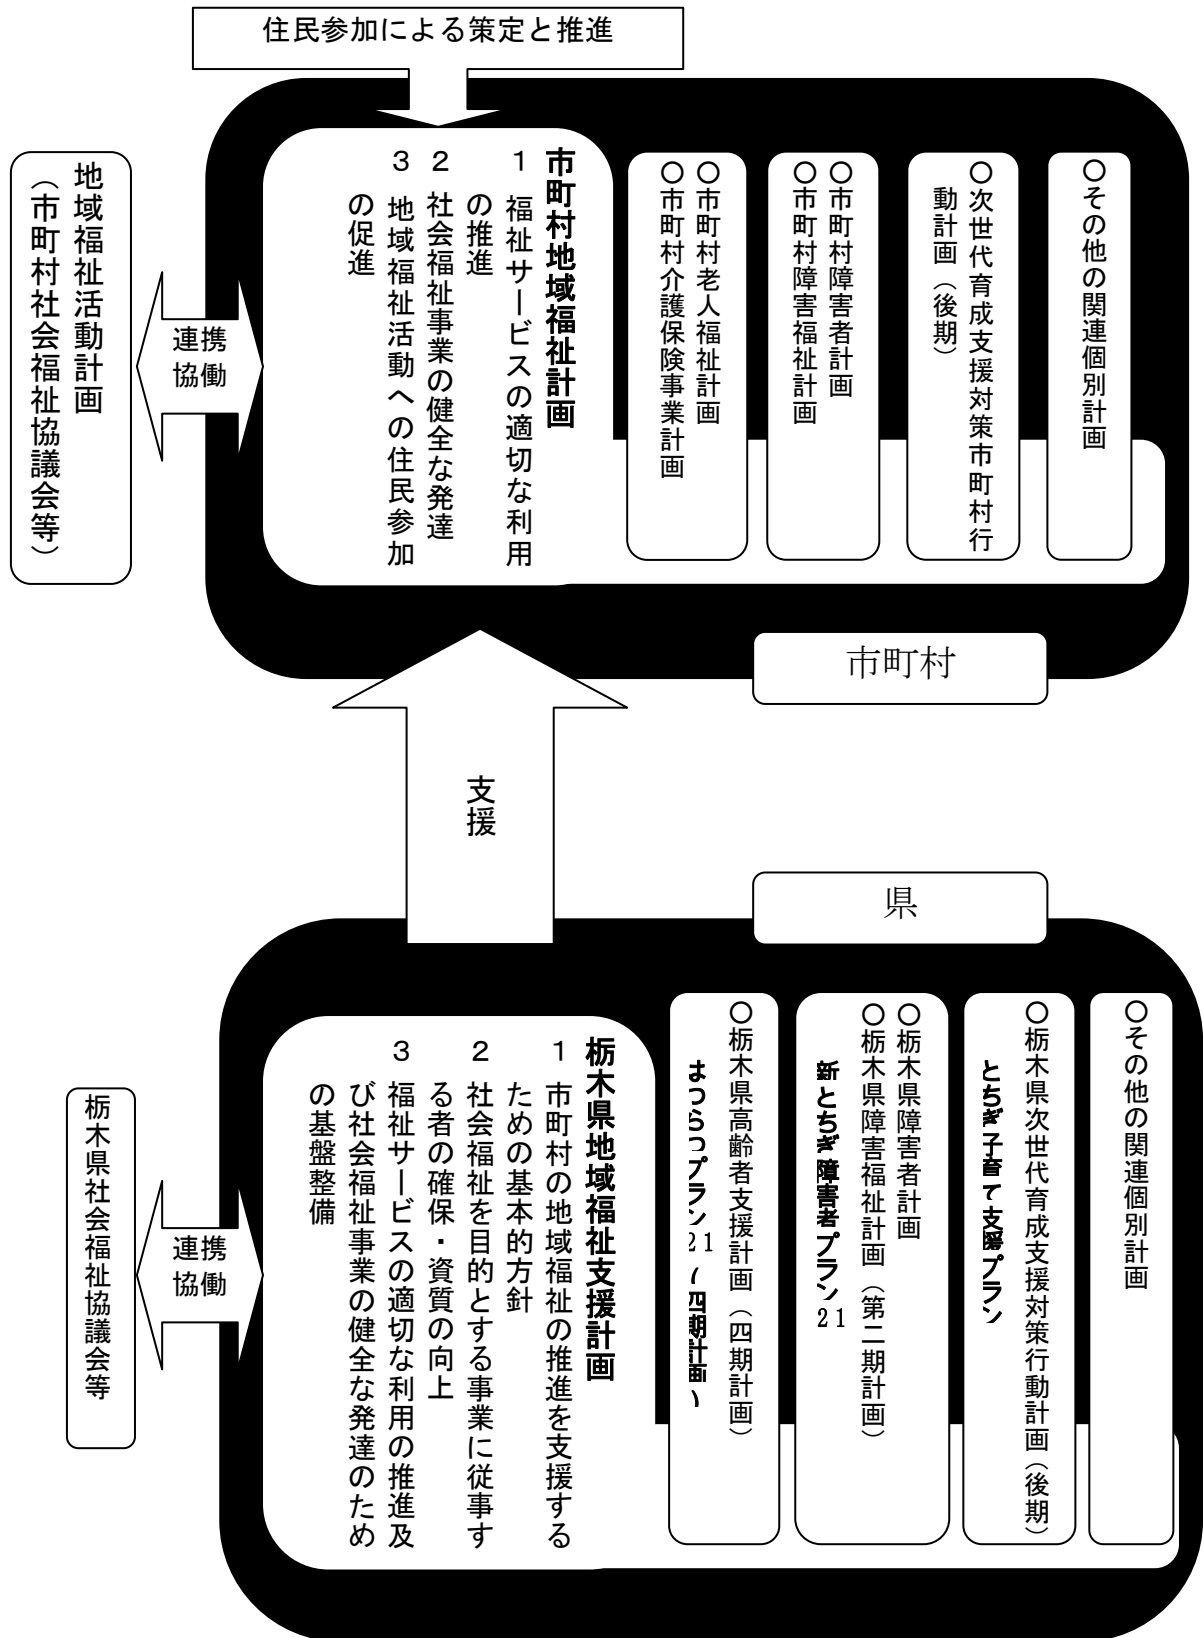 住民参加による策定と推進
○その他の関連個別計画
○次世代育成支援対策市町村行
動計画（後期）
○市町村障害者計画
○市町村障害福祉計画
○市町村老人福祉計画
○市町村介護保険事業計画
市町村地域福祉計画
１　福祉サービスの適切な利用
の推進
２　社会福祉事業の健全な発達
３　地域福祉活動への住民参加
の促進
連携
協働
地域福祉活動計画
（市町村社会福祉協議会等）
市町村
支援
県
○その他の関連個別計画
○栃木県次世代育成支援対策行動計画（後期）
とちぎ子育て支援プラン
○栃木県障害者計画
○栃木県障害福祉計画（第二期計画）
新とちぎ障害者プラン21
○栃木県高齢者支援計画（四期計画）
はつらつプラン21（四期計画）
栃木県地域福祉支援計画
１　市町村の地域福祉の推進を支援する
ための基本的方針
２　社会福祉を目的とする事業に従事す
る者の確保・資質の向上
３　福祉サービスの適切な利用の推進及
び社会福祉事業の健全な発達のため
の基盤整備
連携
協働
栃木県社会福祉協議会等